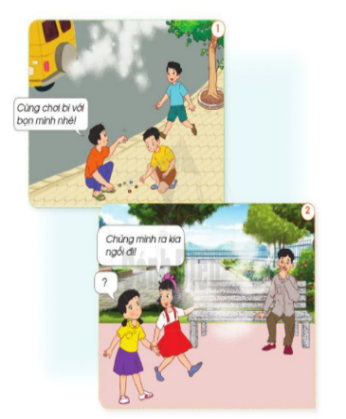 1
Cùng chơi bi với
bọn mình nhé!
2
Chúng mình ra kia
ngồi đi!
?